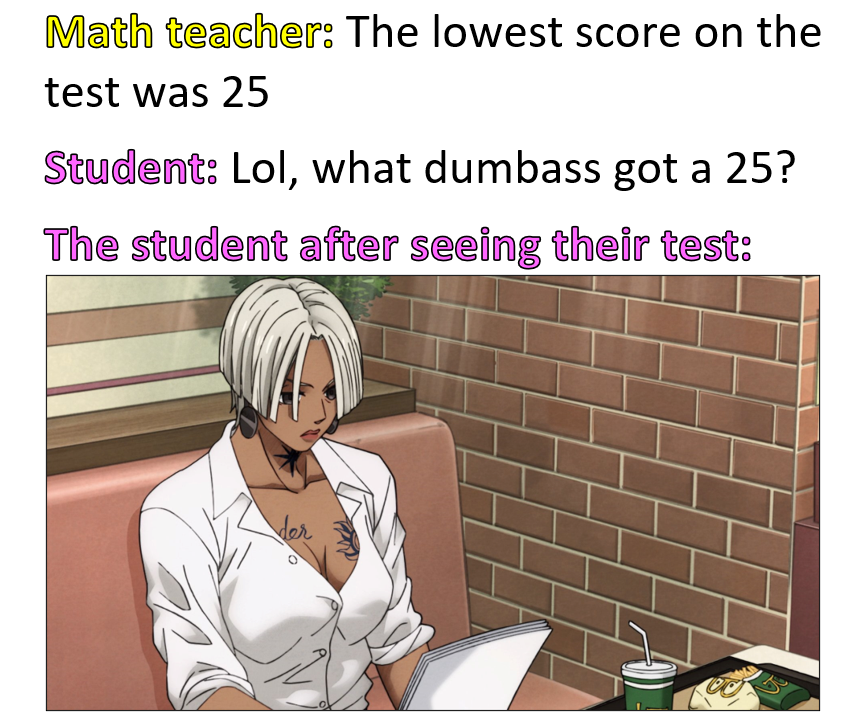 Math teacher: The lowest score on the
test was 25
Student: Lol, what dumbass got a 25?
The student after seeing their test:
der